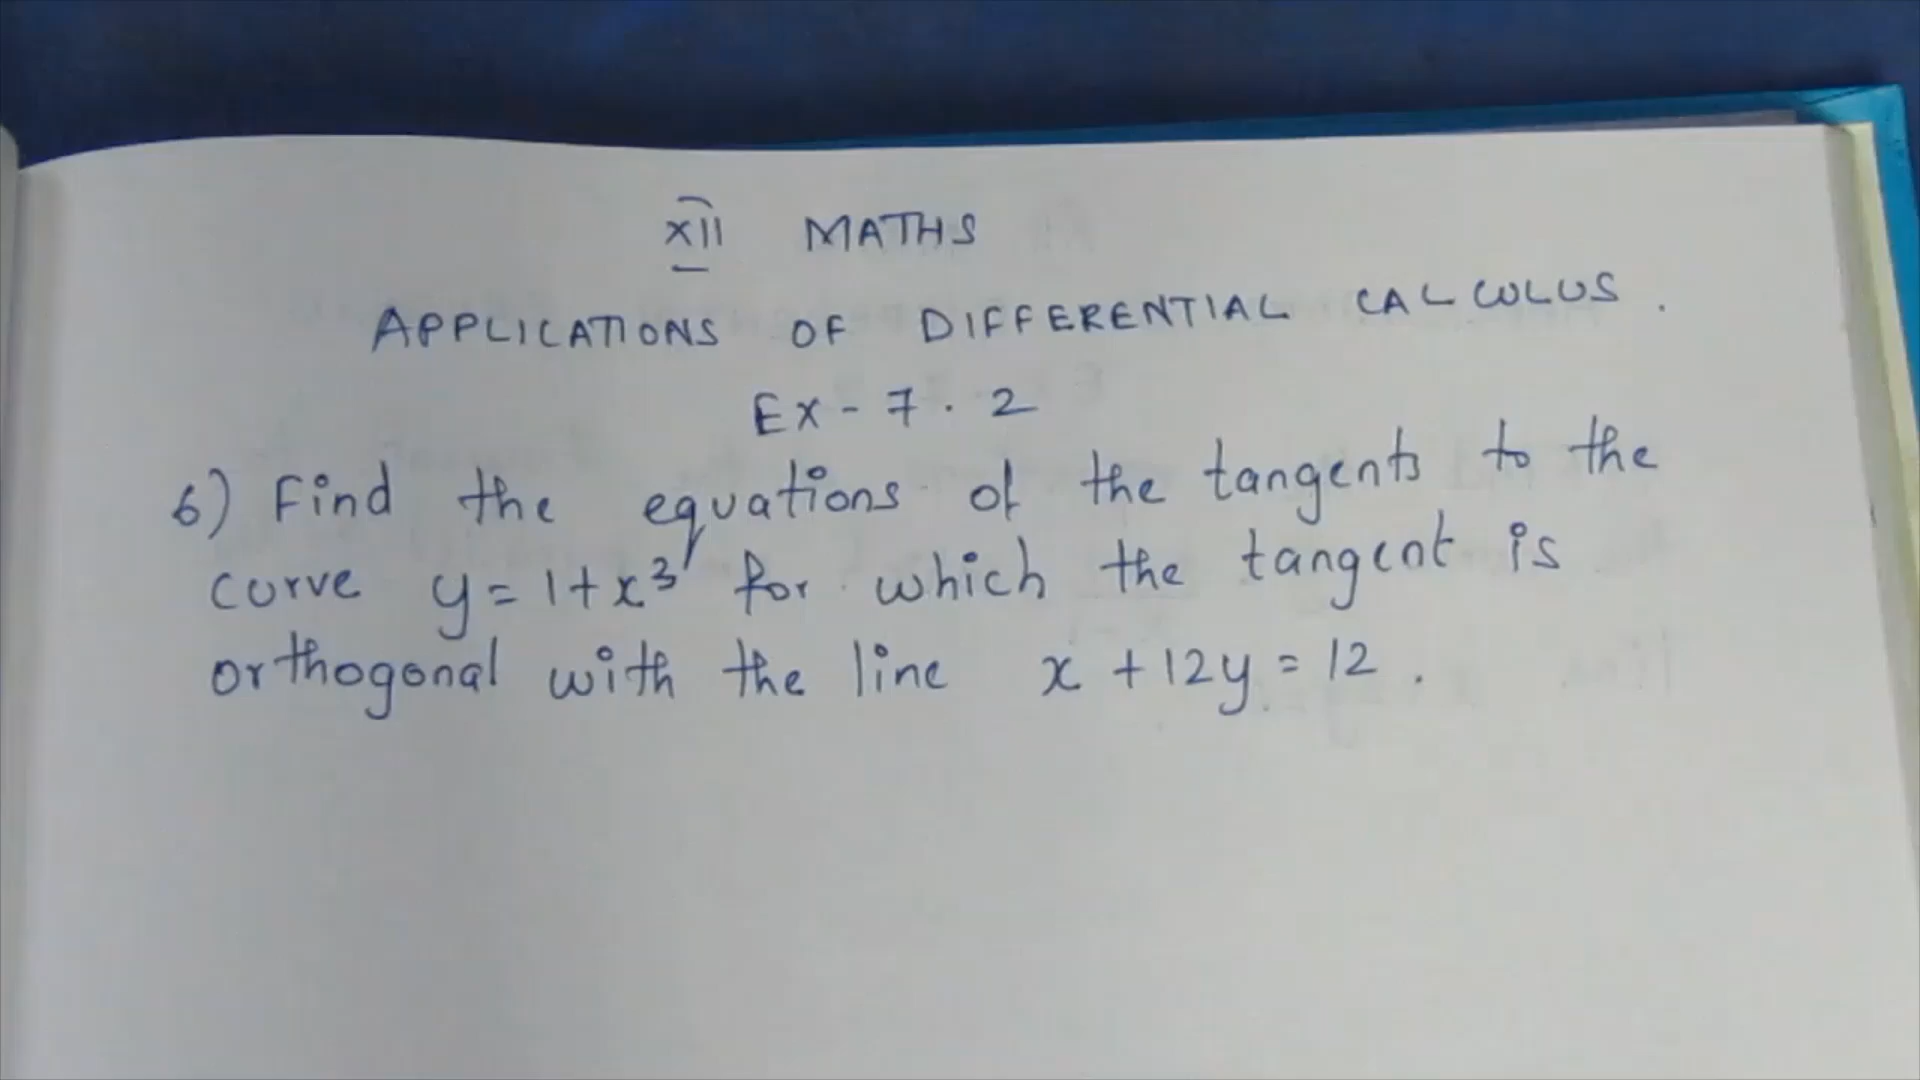 XII MATHS
APPLICATIONS OF DIFFERENTIAL CALCULUS.
EX - 7.2
6) Find the equations of the tangents to the
curve y = 1 + x³ for which the tangent is
orthogonal with the line x + 12y = 12.